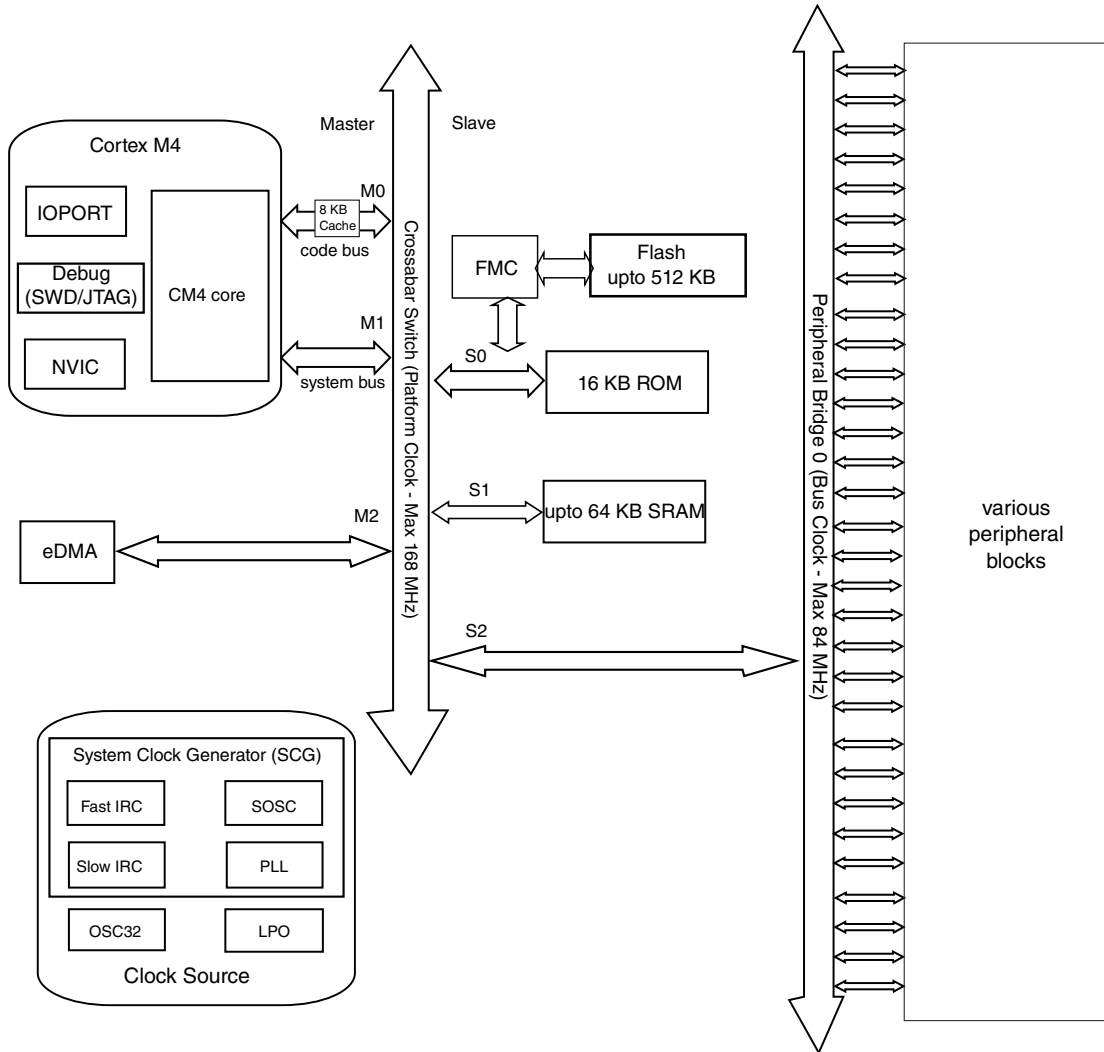 Master
Slave
Cortex M4
IOPORT
Debug
(SWD/JTAG)
NVIC
CM4 core
M0
8 KB
Cache
code bus
M1
system bus
eDMA
M2
Crossabar Switch (Platform Clcok - Max 168 MHz)
FMC
Flash
upto 512 KB
S0
16 KB ROM
S1
upto 64 KB SRAM
S2
Peripheral Bridge 0 (Bus Clock - Max 84 MHz)
various
peripheral
blocks
System Clock Generator (SCG)
Fast IRC
SOSC
Slow IRC
PLL
OSC32
LPO
Clock Source